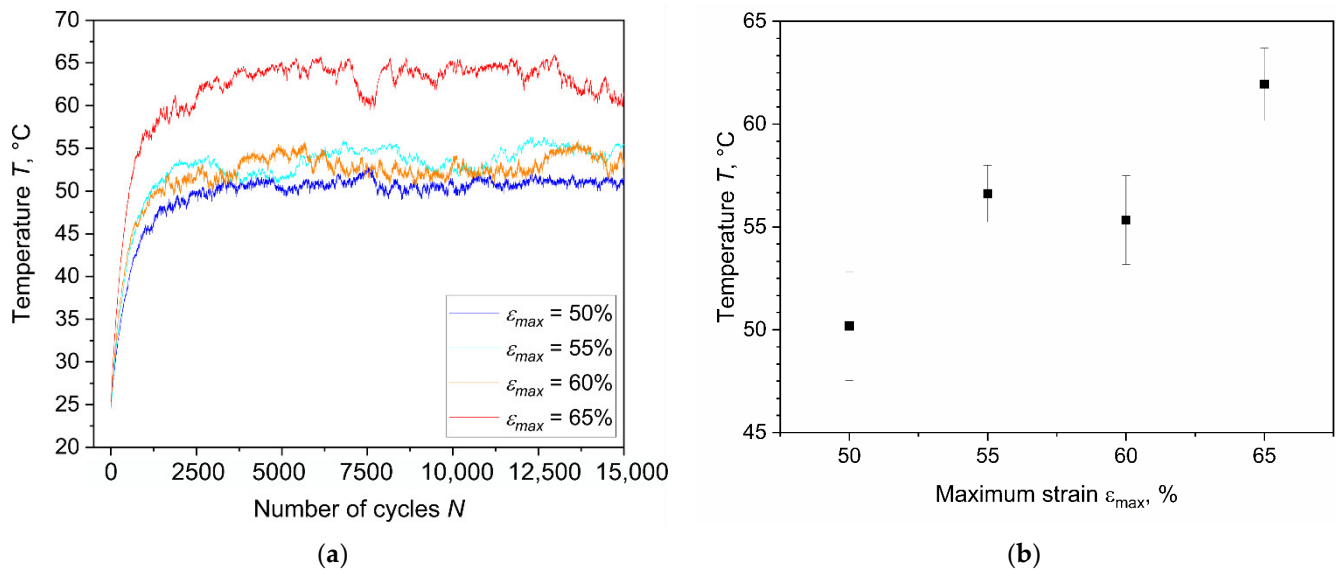 70
65
60
55
50
45
40
35
30
25
20
Temperature T, °C
0 2500 5000 7500 10,000 12,500 15,000
Number of cycles N
εmax = 50%
εmax = 55%
εmax = 60%
εmax = 65%
(a)
65
60
55
50
45
Temperature T, °C
50 55 60 65
Maximum strain εmax, %
(b)